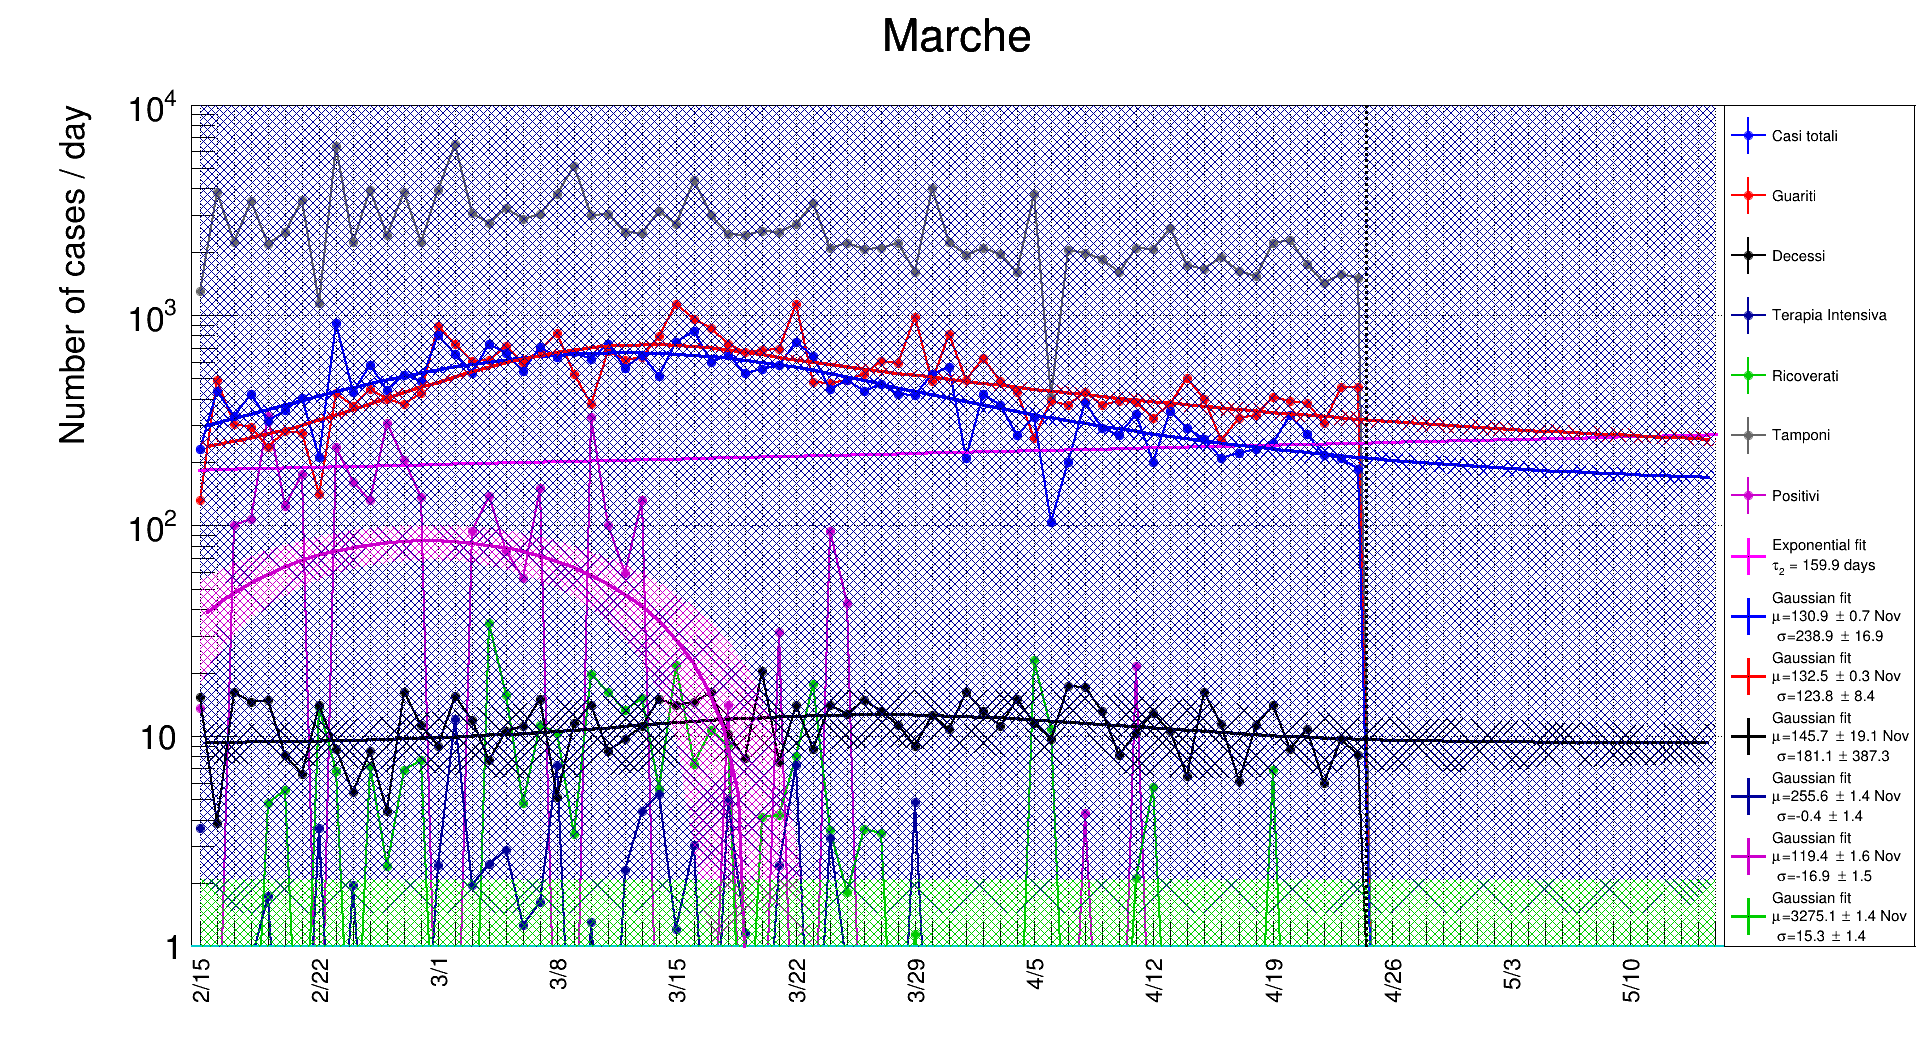 Marche
Number of cases / day
10⁴
10³
10²
10
1
2/15
2/22
3/1
3/8
3/15
3/22
3/29
4/5
4/12
4/19
4/26
5/3
5/10
Casi totali
Guariti
Decessi
Terapia Intensiva
Ricoverati
Tamponi
Positivi
Exponential fit
τ₂ = 159.9 days
Gaussian fit
μ=130.9 ± 0.7 Nov
σ=238.9 ± 16.9
Gaussian fit
μ=132.5 ± 0.3 Nov
σ=123.8 ± 8.4
Gaussian fit
μ=145.7 ± 19.1 Nov
σ=181.1 ± 387.3
Gaussian fit
μ=255.6 ± 1.4 Nov
σ=-0.4 ± 1.4
Gaussian fit
μ=119.4 ± 1.6 Nov
σ=-16.9 ± 1.5
Gaussian fit
μ=3275.1 ± 1.4 Nov
σ=15.3 ± 1.4